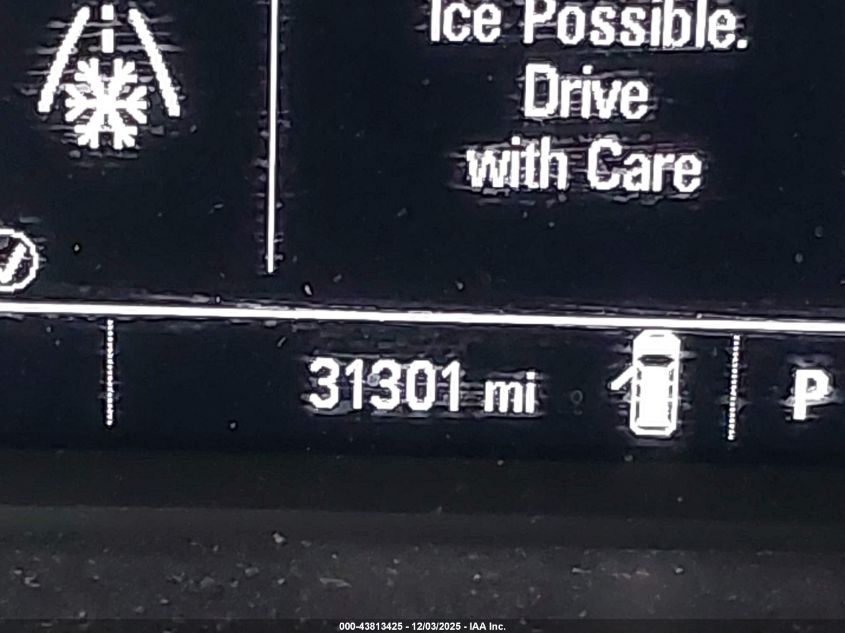 Ice Possible.
Drive
with Care
31301 mi
P
000-43813425 - 12/03/2025 - IAA Inc.